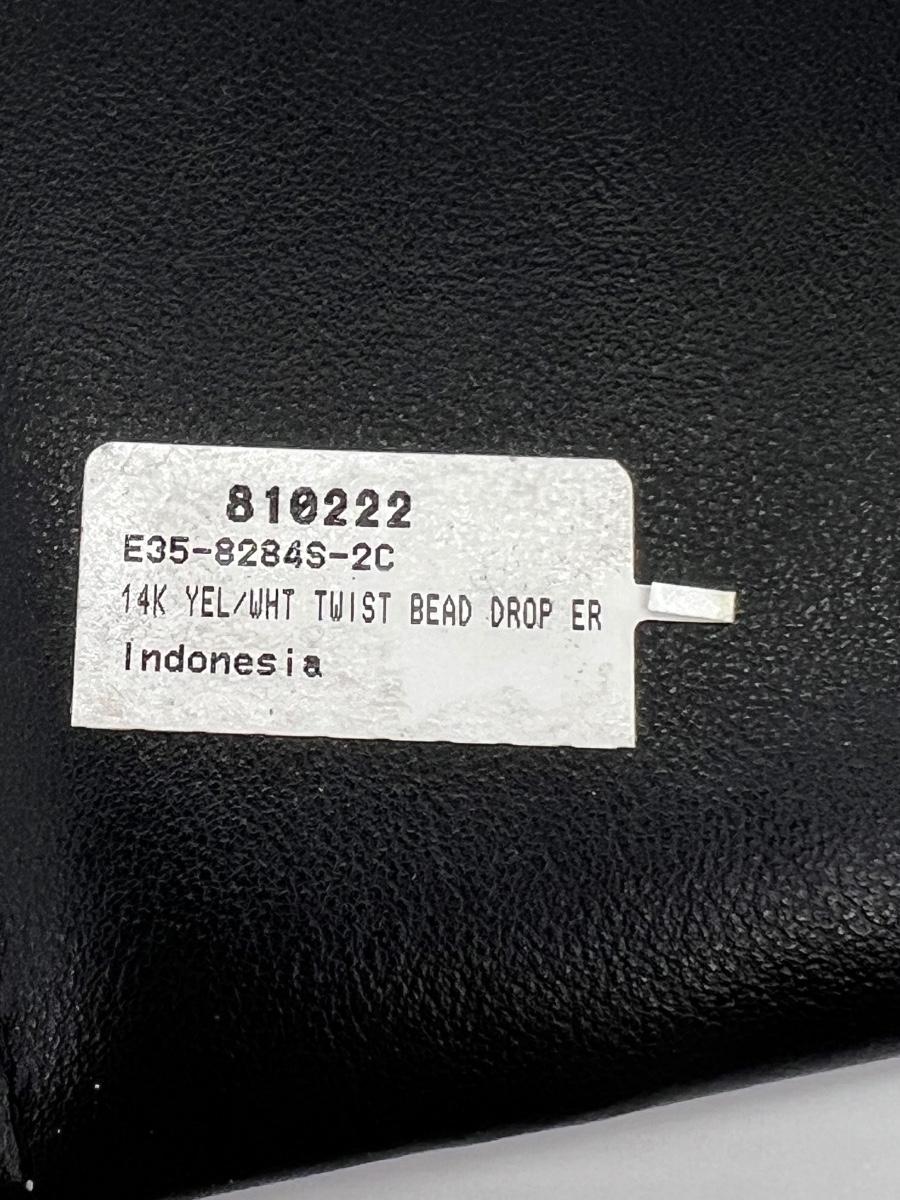 810222
E35-8284S-2C
14K YEL/WHT TWIST BEAD DROP ER
Indonesia